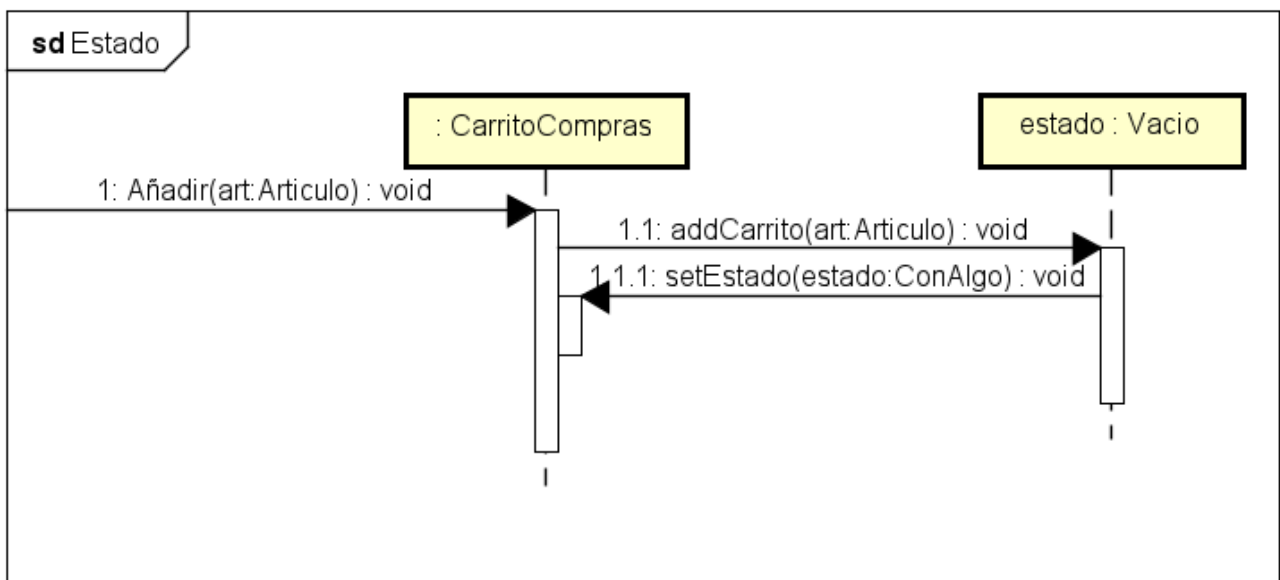 sd Estado
: CarritoCompras
estado : Vacio
1: Añadir(art:Articulo) : void
1.1: addCarrito(art:Articulo) : void
1.1.1: setEstado(estado:ConAlgo) : void